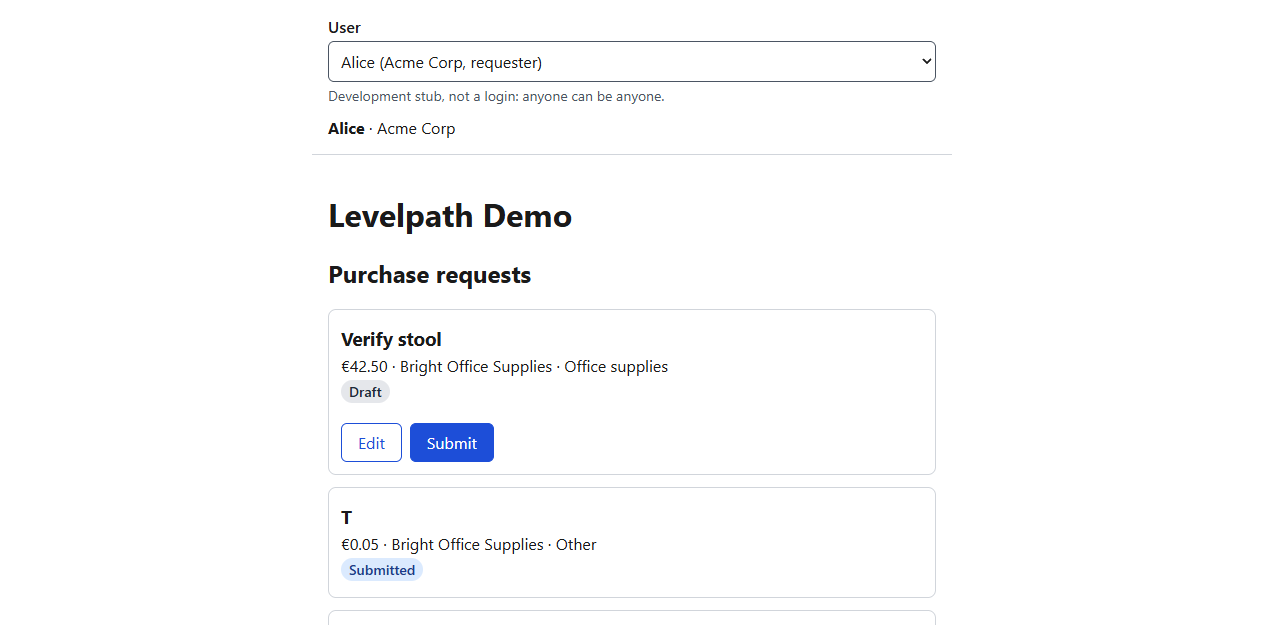 User
Alice (Acme Corp, requester)
Development stub, not a login: anyone can be anyone.
Alice · Acme Corp
Levelpath Demo
Purchase requests
Verify stool
€42.50 · Bright Office Supplies · Office supplies
Draft
Edit Submit
T
€0.05 · Bright Office Supplies · Other
Submitted